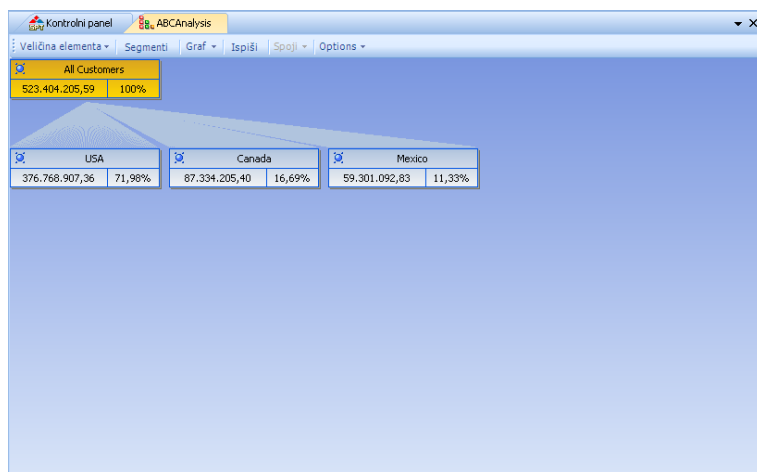 Kontrolni panel ABCAnalysis
Veličina elementa Segmenti Graf Ispiši Spoji Options
All Customers
523.404.205,59 100%
USA Canada Mexico
376.768.907,36 71,98% 87.334.205,40 16,69% 59.301.092,83 11,33%